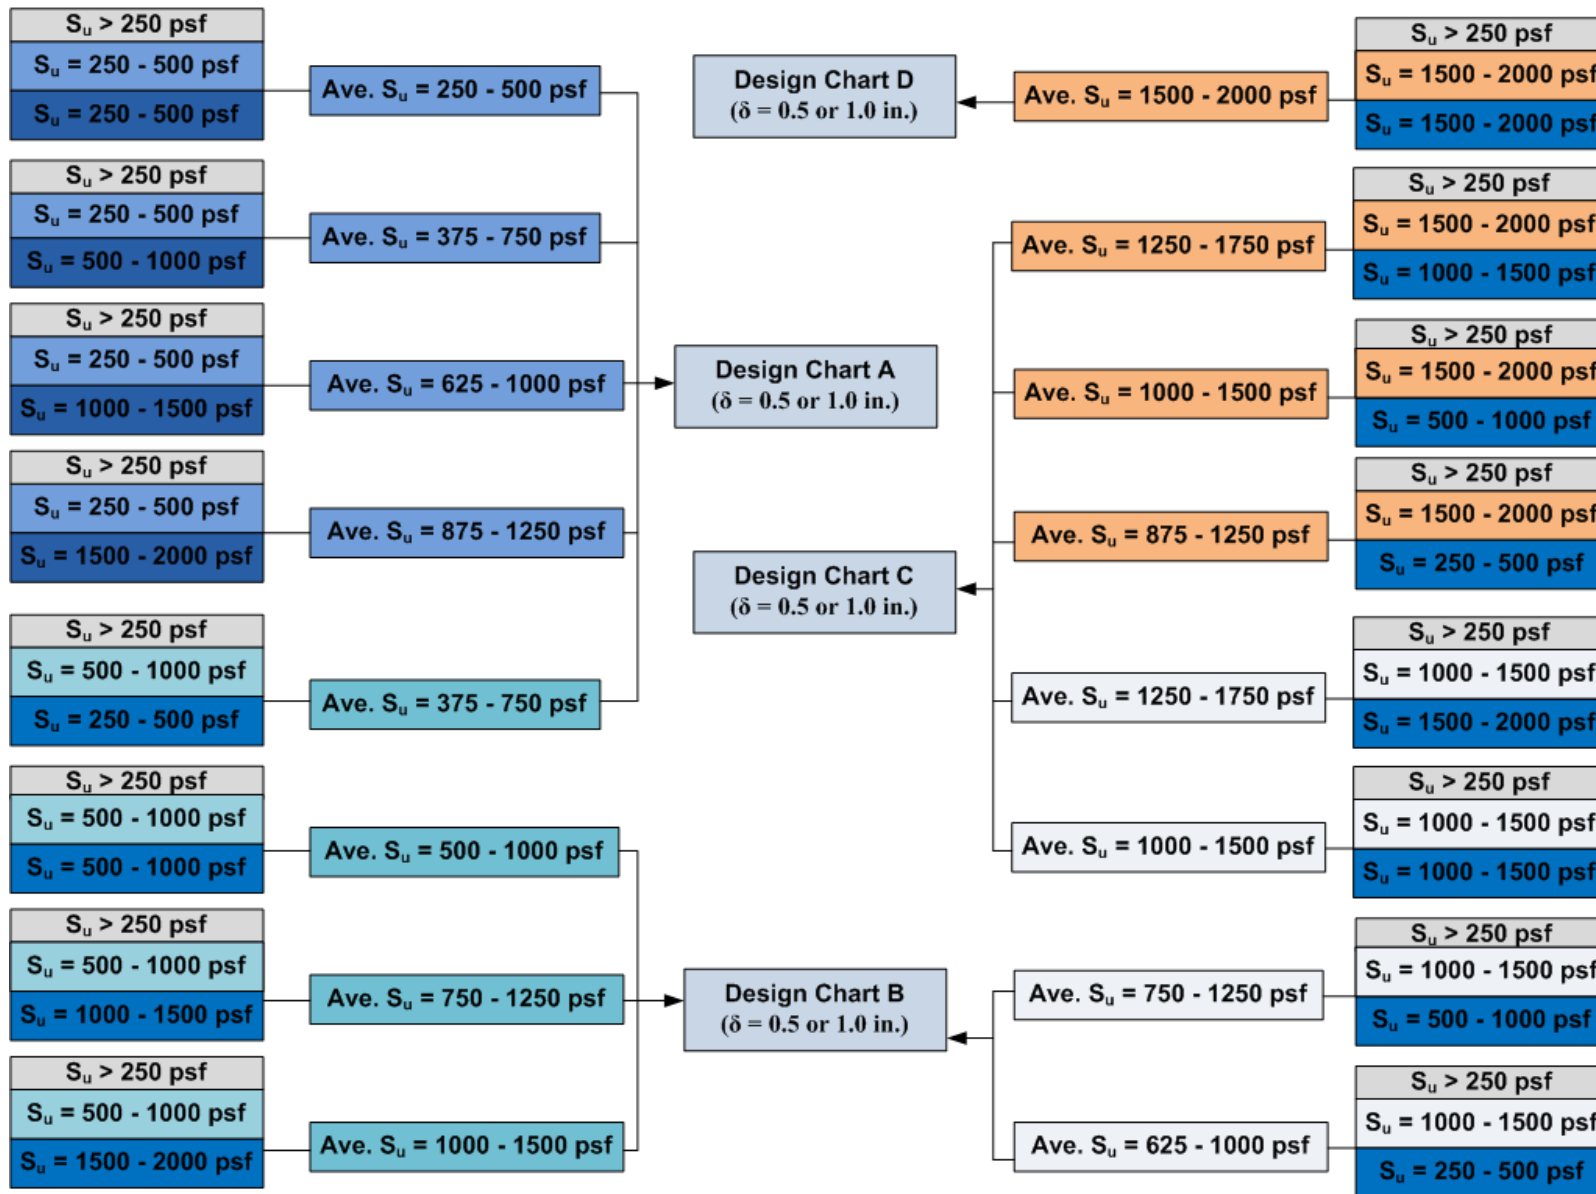 Su > 250 psf
Su = 250 - 500 psf
Su = 250 - 500 psf
Ave. Su = 250 - 500 psf
Su > 250 psf
Su = 250 - 500 psf
Su = 500 - 1000 psf
Ave. Su = 375 - 750 psf
Su > 250 psf
Su = 250 - 500 psf
Su = 1000 - 1500 psf
Ave. Su = 625 - 1000 psf
Su > 250 psf
Su = 250 - 500 psf
Su = 1500 - 2000 psf
Ave. Su = 875 - 1250 psf
Su > 250 psf
Su = 500 - 1000 psf
Su = 250 - 500 psf
Ave. Su = 375 - 750 psf
Su > 250 psf
Su = 500 - 1000 psf
Su = 500 - 1000 psf
Ave. Su = 500 - 1000 psf
Su > 250 psf
Su = 500 - 1000 psf
Su = 1000 - 1500 psf
Ave. Su = 750 - 1250 psf
Su > 250 psf
Su = 500 - 1000 psf
Su = 1500 - 2000 psf
Ave. Su = 1000 - 1500 psf
Design Chart D
(δ = 0.5 or 1.0 in.)
Design Chart A
(δ = 0.5 or 1.0 in.)
Design Chart C
(δ = 0.5 or 1.0 in.)
Design Chart B
(δ = 0.5 or 1.0 in.)
Ave. Su = 1500 - 2000 psf
Su > 250 psf
Su = 1500 - 2000 psf
Su = 1500 - 2000 psf
Ave. Su = 1250 - 1750 psf
Su > 250 psf
Su = 1500 - 2000 psf
Su = 1000 - 1500 psf
Ave. Su = 1000 - 1500 psf
Su > 250 psf
Su = 1500 - 2000 psf
Su = 500 - 1000 psf
Ave. Su = 875 - 1250 psf
Su > 250 psf
Su = 1500 - 2000 psf
Su = 250 - 500 psf
Ave. Su = 1250 - 1750 psf
Su > 250 psf
Su = 1000 - 1500 psf
Su = 1500 - 2000 psf
Ave. Su = 1000 - 1500 psf
Su > 250 psf
Su = 1000 - 1500 psf
Su = 1000 - 1500 psf
Ave. Su = 750 - 1250 psf
Su > 250 psf
Su = 1000 - 1500 psf
Su = 500 - 1000 psf
Ave. Su = 625 - 1000 psf
Su > 250 psf
Su = 1000 - 1500 psf
Su = 250 - 500 psf